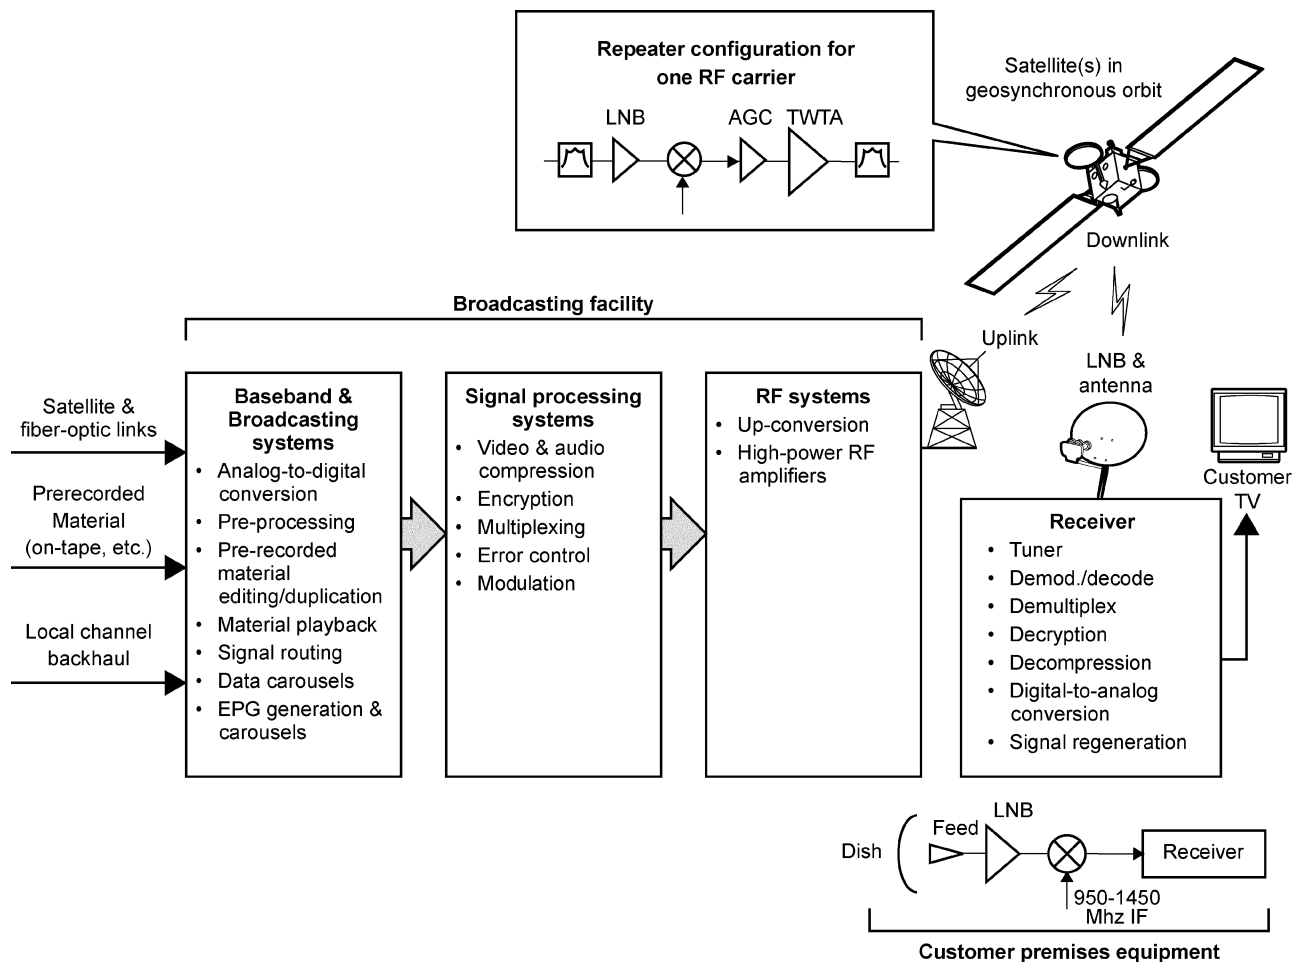 Repeater configuration for
one RF carrier
LNB
AGC
TWTA
Satellite(s) in
geosynchronous orbit
Downlink
Uplink
Broadcasting facility
Satellite &
fiber-optic links
Prerecorded
Material
(on-tape, etc.)
Local channel
backhaul
Baseband &
Broadcasting
systems
• Analog-to-digital
conversion
• Pre-processing
• Pre-recorded
material
editing/duplication
• Material playback
• Signal routing
• Data carousels
• EPG generation &
carousels
Signal processing
systems
• Video & audio
compression
• Encryption
• Multiplexing
• Error control
• Modulation
RF systems
• Up-conversion
• High-power RF
amplifiers
LNB &
antenna
Customer
TV
Receiver
• Tuner
• Demod./decode
• Demultiplex
• Decryption
• Decompression
• Digital-to-analog
conversion
• Signal regeneration
Dish
Feed
LNB
Receiver
950-1450
Mhz IF
Customer premises equipment